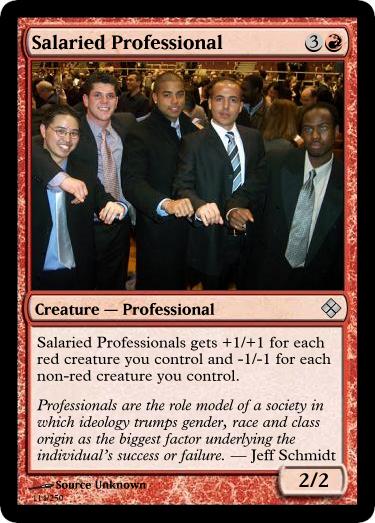 Salaried Professional 3
Creature — Professional
Salaried Professionals gets +1/+1 for each
red creature you control and -1/-1 for each
non-red creature you control.
Professionals are the role model of a society in
which ideology trumps gender, race and class
origin as the biggest factor underlying the
individual's success or failure. — Jeff Schmidt
2/2
Source Unknown